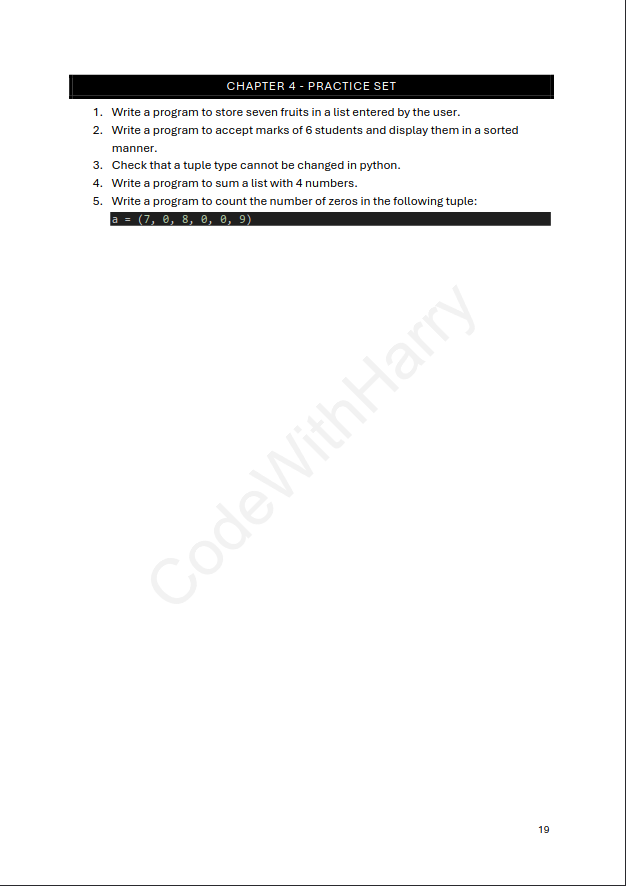 CHAPTER 4 - PRACTICE SET
1. Write a program to store seven fruits in a list entered by the user.
2. Write a program to accept marks of 6 students and display them in a sorted
manner.
3. Check that a tuple type cannot be changed in python.
4. Write a program to sum a list with 4 numbers.
5. Write a program to count the number of zeros in the following tuple:
a = (7, 0, 8, 0, 0, 9)
CodeWithHarry
19